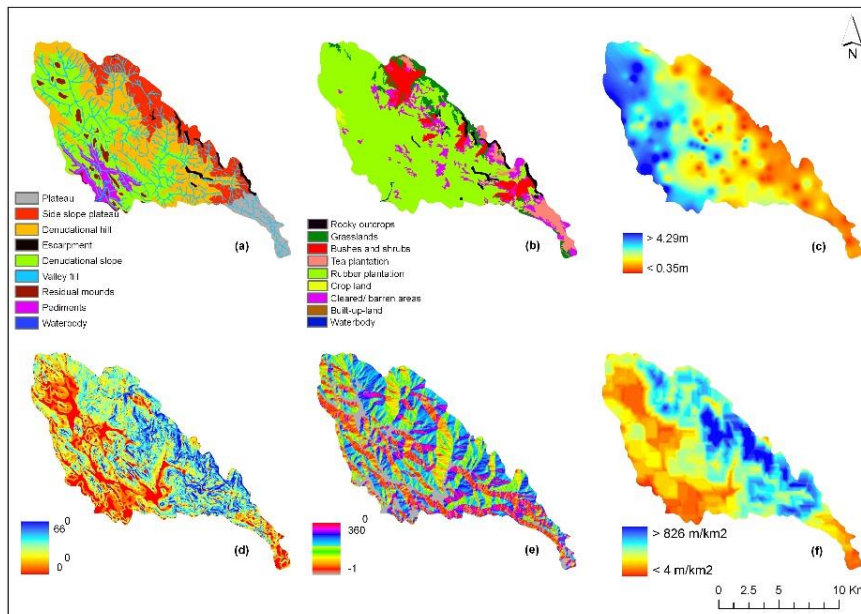 N
Plateau
Side slope plateau
Denudational hill
Escarpment
Denudational slope
Valley fill
Residual mounds
Pediments
Waterbody
(a)
Rocky outcrops
Grasslands
Bushes and shrubs
Tea plantation
Rubber plantation
Crop land
Cleared/ barren areas
Built-up-land
Waterbody
(b)
> 4.29m
< 0.35m
(c)
66 0
0 0
(d)
360 0
-1
(e)
> 826 m/km2
< 4 m/km2
(f)
0 2.5 5 10 Km